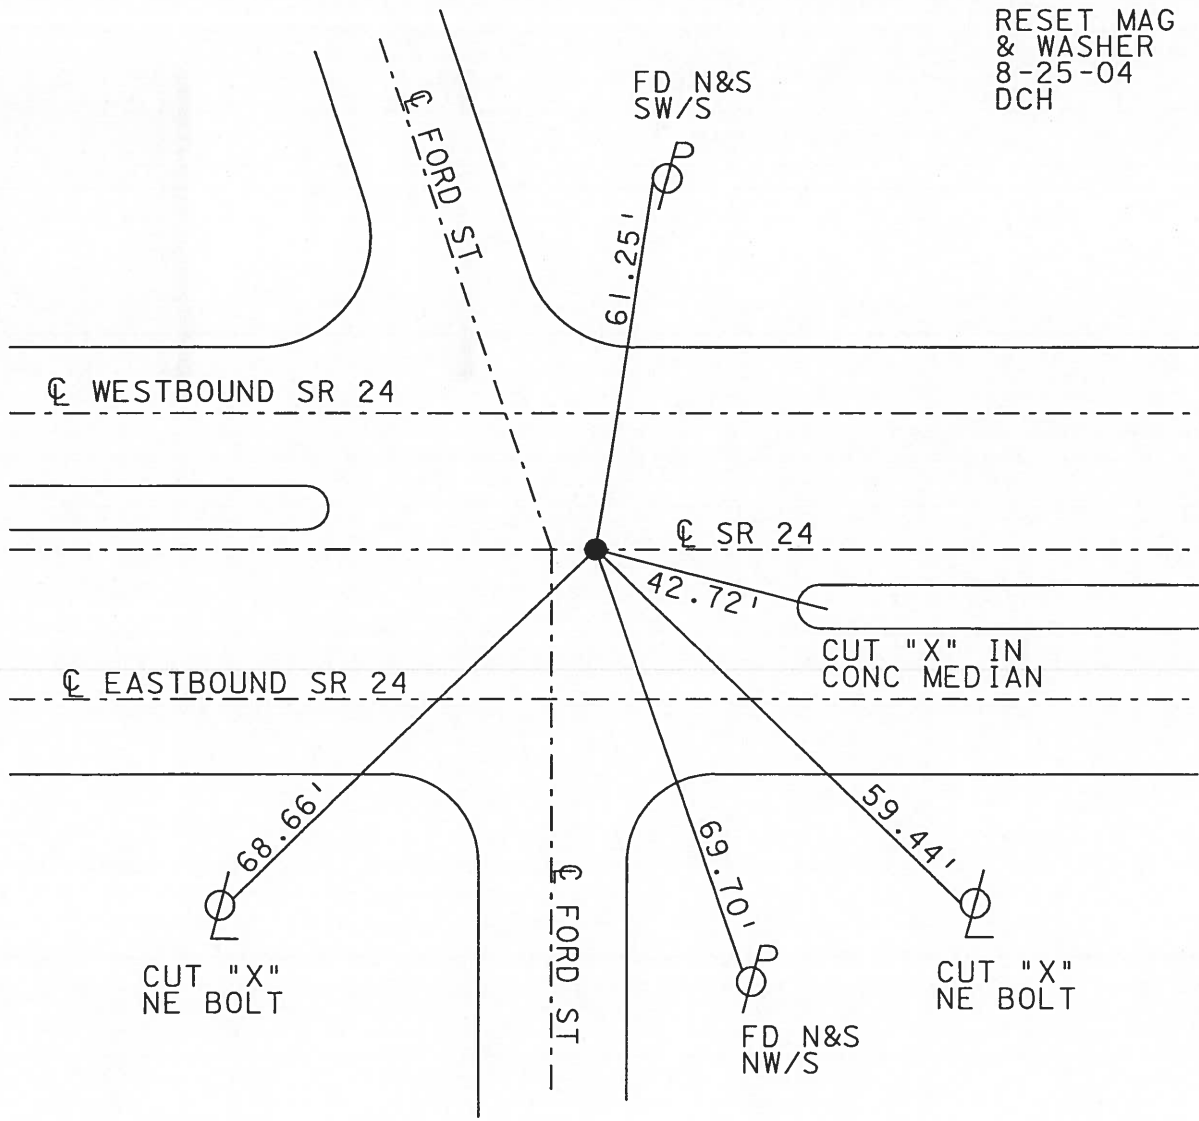 RESET MAG
& WASHER
8-25-04
DCH
FD N&S
SW/S
℄ FORD ST
61.25'
℄ WESTBOUND SR 24
℄ SR 24
42.72'
CUT "X" IN
CONC MEDIAN
℄ EASTBOUND SR 24
68.66'
69.70'
59.44'
℄ FORD ST
CUT "X"
NE BOLT
CUT "X"
NE BOLT
FD N&S
NW/S